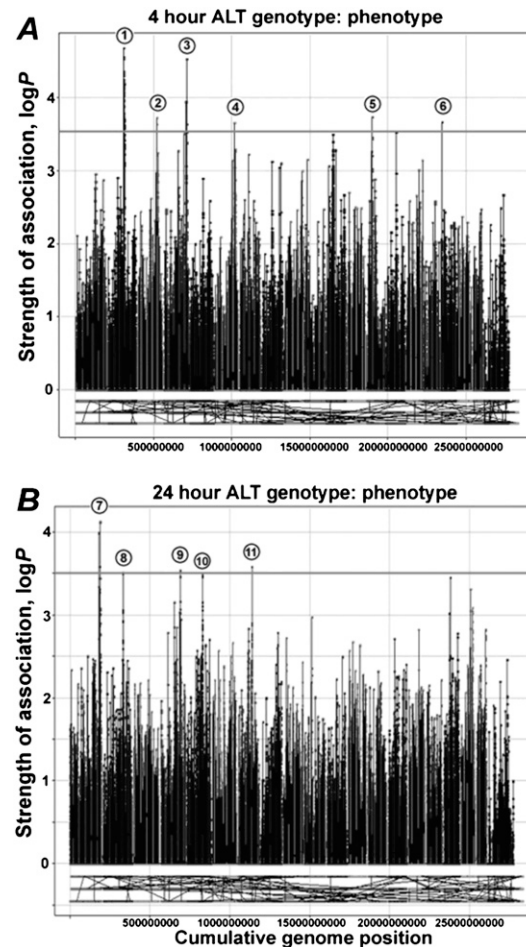 A 4 hour ALT genotype: phenotype
① ② ③ ④ ⑤ ⑥
Strength of association, logP
4
3
2
1
0
500000000 1000000000 1500000000 2000000000 2500000000
B 24 hour ALT genotype: phenotype
⑦ ⑧ ⑨ ⑩ ⑪
Strength of association, logP
4
3
2
1
0
500000000 1000000000 1500000000 2000000000 2500000000
Cumulative genome position